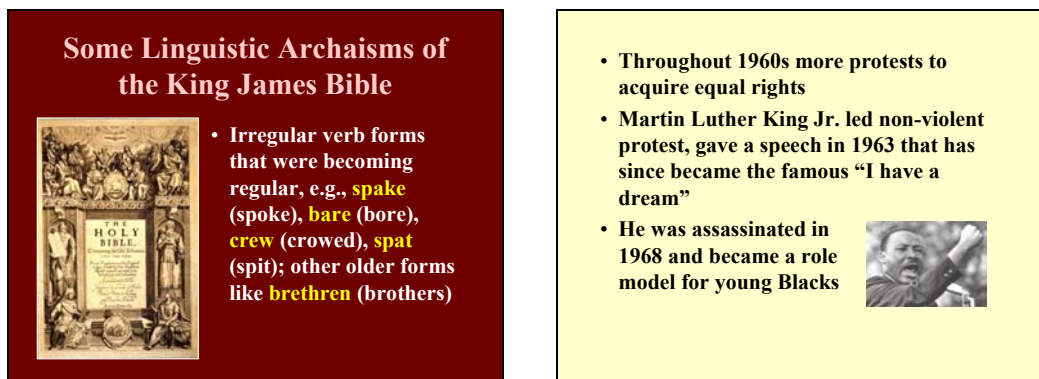 Some Linguistic Archaisms of
the King James Bible
• Irregular verb forms
that were becoming
regular, e.g., spake
(spoke), bare (bore),
crew (crowed), spat
(spit); other older forms
like brethren (brothers)
THE
HOLY
BIBLE,
• Throughout 1960s more protests to
acquire equal rights
• Martin Luther King Jr. led non-violent
protest, gave a speech in 1963 that has
since became the famous “I have a
dream”
• He was assassinated in
1968 and became a role
model for young Blacks